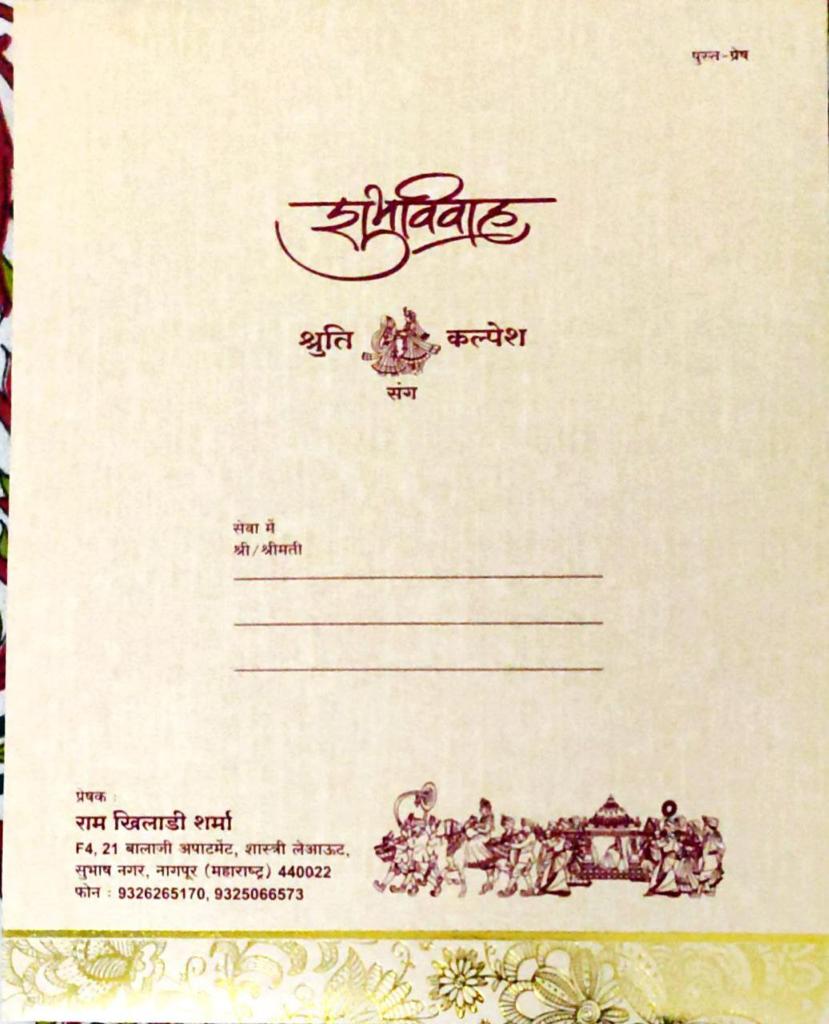 पुस्त-प्रेष
शुभविवाह
श्रुति
कल्पेश
संग
सेवा में
श्री/श्रीमती
प्रेषक :
राम खिलाडी शर्मा
F4, 21 बालाजी अपाटमेंट, शास्त्री लेआऊट,
सुभाष नगर, नागपूर (महाराष्ट्र) 440022
फोन : 9326265170, 9325066573